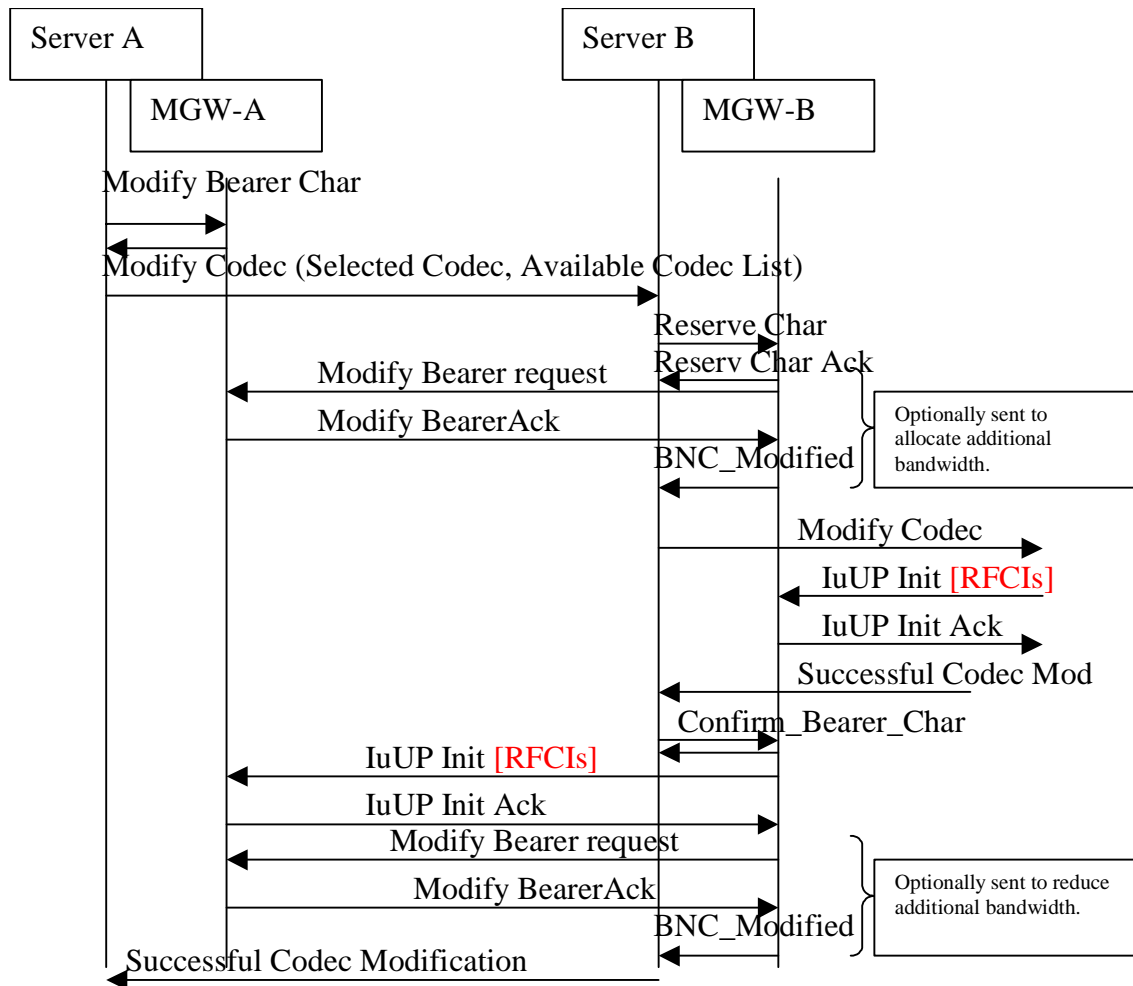 Server A
Server B
MGW-A
MGW-B
Modify Bearer Char
Modify Codec (Selected Codec, Available Codec List)
Reserve Char
Reserv Char Ack
Modify Bearer request
Modify BearerAck
Optionally sent to
allocate additional
bandwidth.
BNC_Modified
Modify Codec
IuUP Init [RFCIs]
IuUP Init Ack
Successful Codec Mod
Confirm_Bearer_Char
IuUP Init [RFCIs]
IuUP Init Ack
Modify Bearer request
Modify BearerAck
Optionally sent to reduce
additional bandwidth.
BNC_Modified
Successful Codec Modification